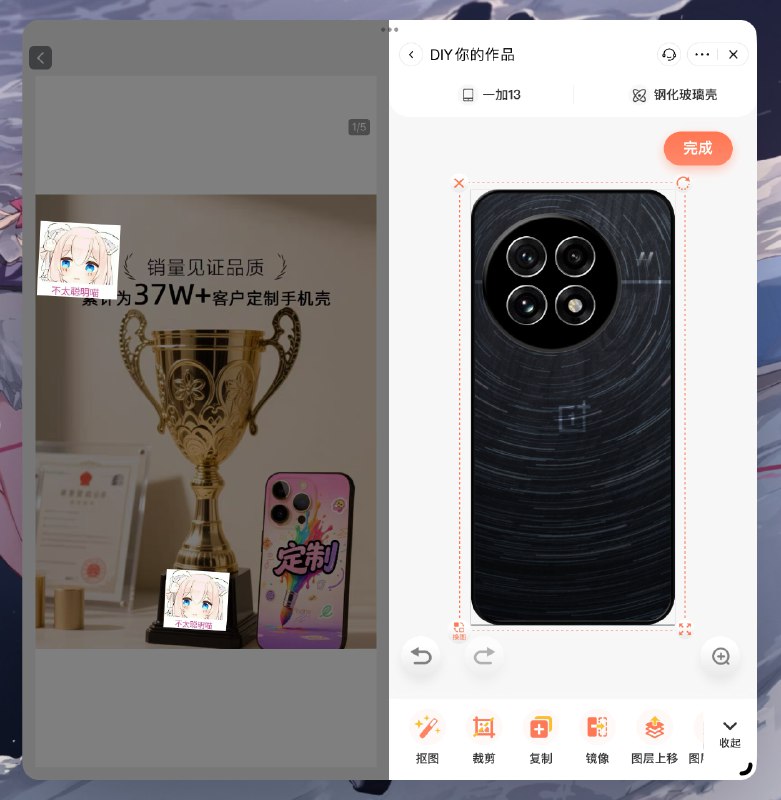 1/5
销量见证品质
不太聪明喵
累计为37W+客户定制手机壳
定制
不太聪明喵
DIY你的作品
一加13
钢化玻璃壳
完成
换图
抠图
裁剪
复制
镜像
图层上移
收起